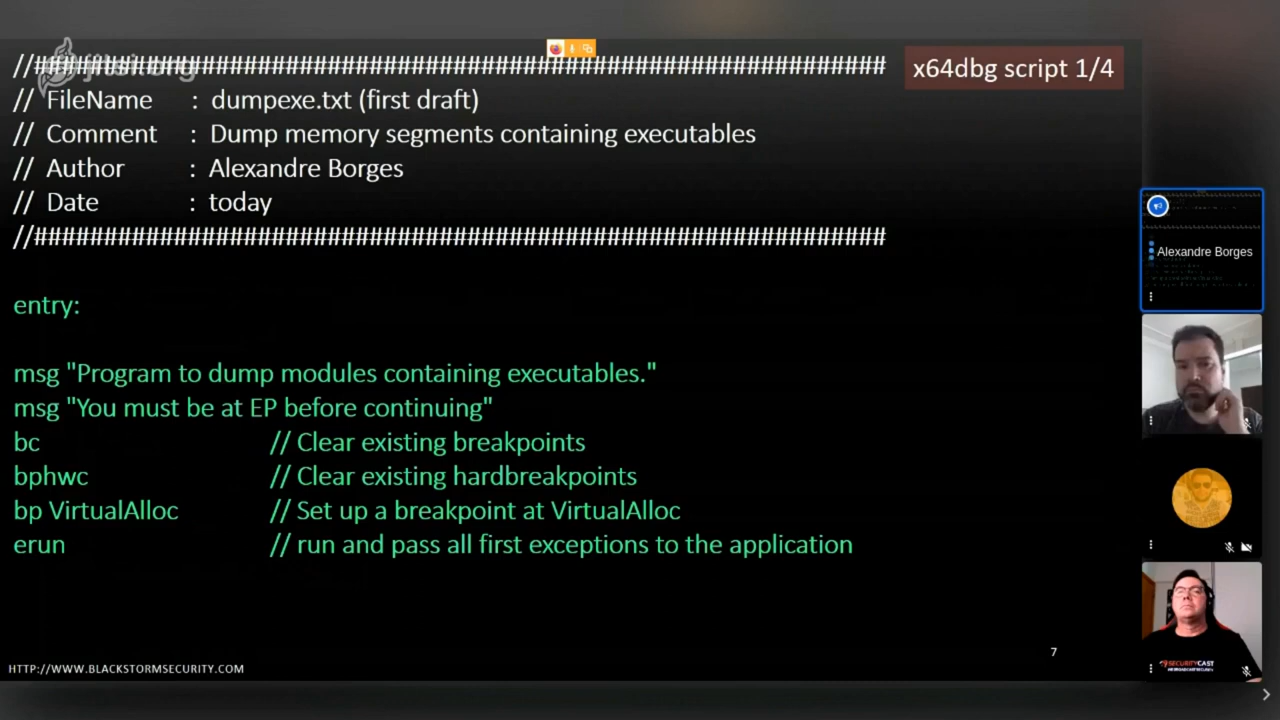 jitsi.org
//############################################################# x64dbg script 1/4
// FileName : dumpexe.txt (first draft)
// Comment : Dump memory segments containing executables
// Author : Alexandre Borges
// Date : today
//#############################################################
entry:
msg "Program to dump modules containing executables."
msg "You must be at EP before continuing"
bc // Clear existing breakpoints
bphwc // Clear existing hardbreakpoints
bp VirtualAlloc // Set up a breakpoint at VirtualAlloc
erun // run and pass all first exceptions to the application
HTTP://WWW.BLACKSTORMSECURITY.COM
7
Alexandre Borges
SECURITYCAST